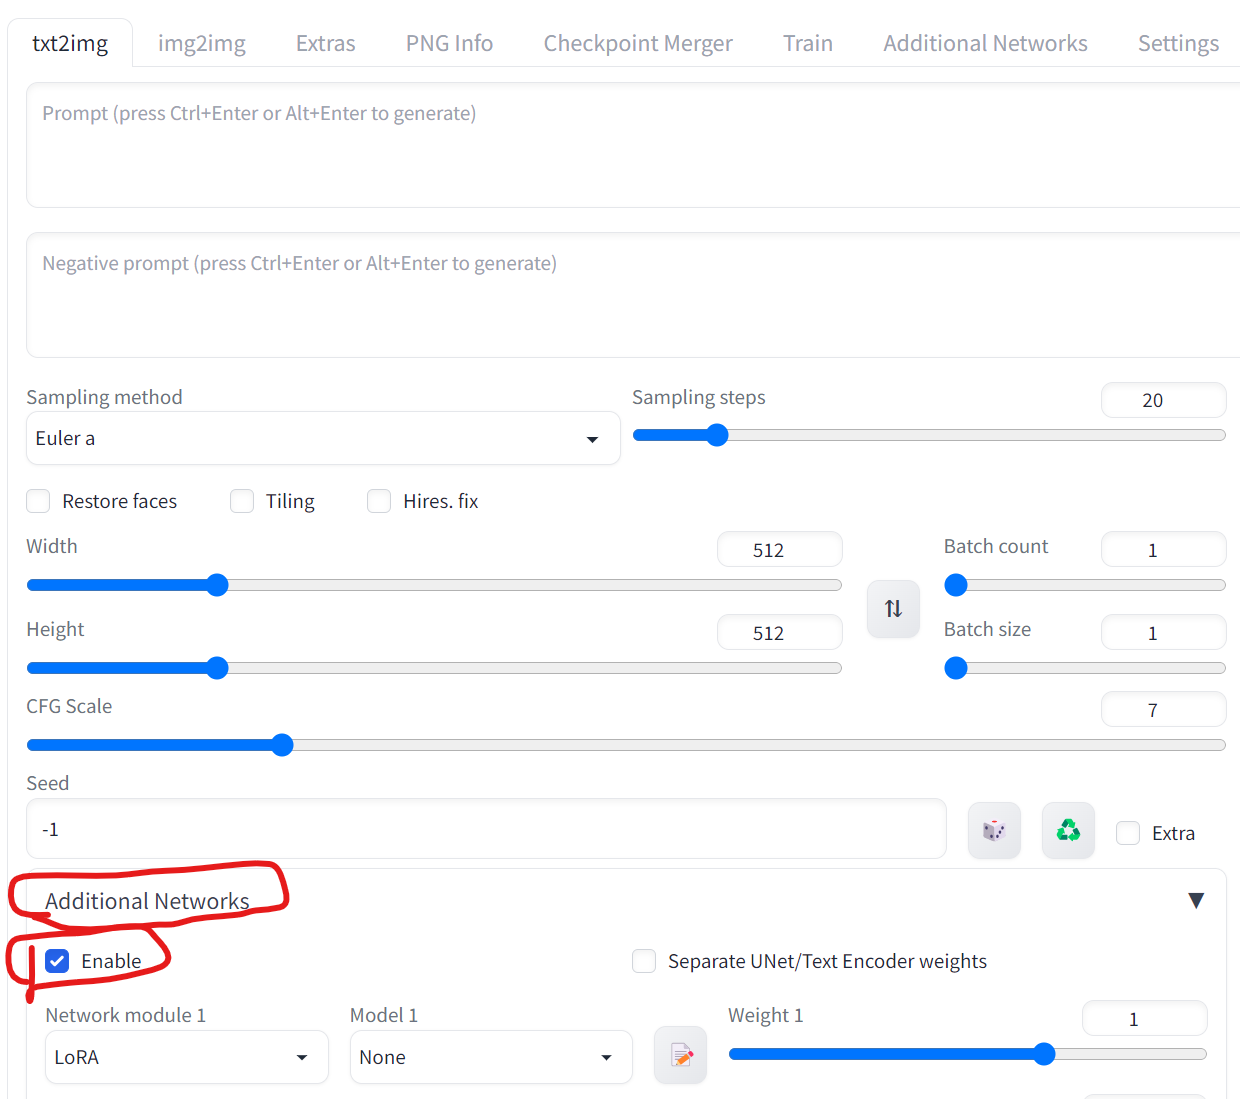 txt2img img2img Extras PNG Info Checkpoint Merger Train Additional Networks Settings
Prompt (press Ctrl+Enter or Alt+Enter to generate)
Negative prompt (press Ctrl+Enter or Alt+Enter to generate)
Sampling method Sampling steps 20
Euler a
Restore faces Tiling Hires. fix
Width 512 Batch count 1
Height 512 Batch size 1
CFG Scale 7
Seed
-1 Extra
Additional Networks
Enable Separate UNet/Text Encoder weights
Network module 1 Model 1 Weight 1 1
LoRA None